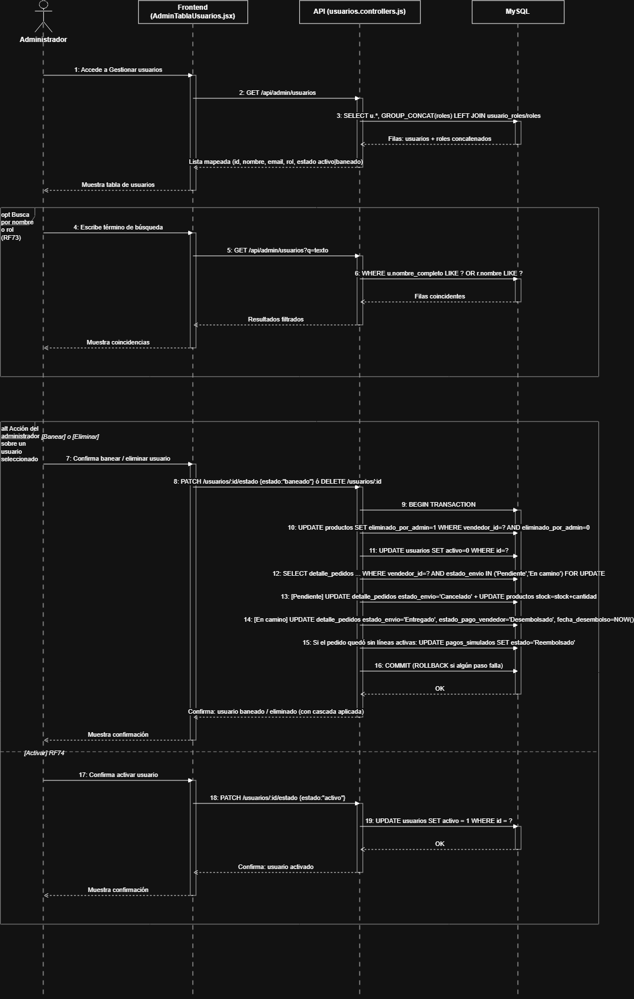 Administrador
Frontend
(AdminTablaUsuarios.jsx)
API (usuarios.controllers.js)
MySQL
1: Accede a Gestionar usuarios
2: GET /api/admin/usuarios
3: SELECT u.*, GROUP_CONCAT(roles) LEFT JOIN usuario_roles/roles
Filas: usuarios + roles concatenados
Lista mapeada (id, nombre, email, rol, estado activo|baneado)
Muestra tabla de usuarios
opt Busca
por nombre
o rol
(RF73)
4: Escribe término de búsqueda
5: GET /api/admin/usuarios?q=texto
6: WHERE u.nombre_completo LIKE ? OR r.nombre LIKE ?
Filas coincidentes
Resultados filtrados
Muestra coincidencias
alt Acción del
administrador
sobre un
usuario
seleccionado
[Banear] o [Eliminar]
7: Confirma banear / eliminar usuario
8: PATCH /usuarios/:id/estado {estado:"baneado"} ó DELETE /usuarios/:id
9: BEGIN TRANSACTION
10: UPDATE productos SET eliminado_por_admin=1 WHERE vendedor_id=? AND eliminado_por_admin=0
11: UPDATE usuarios SET activo=0 WHERE id=?
12: SELECT detalle_pedidos ... WHERE vendedor_id=? AND estado_envio IN ('Pendiente','En camino') FOR UPDATE
13: [Pendiente] UPDATE detalle_pedidos estado_envio='Cancelado' + UPDATE productos stock=stock+cantidad
14: [En camino] UPDATE detalle_pedidos estado_envio='Entregado', estado_pago_vendedor='Desembolsado', fecha_desembolso=NOW()
15: Si el pedido quedó sin líneas activas: UPDATE pagos_simulados SET estado='Reembolsado'
16: COMMIT (ROLLBACK si algún paso falla)
OK
Confirma: usuario baneado / eliminado (con cascada aplicada)
Muestra confirmación
[Activar] RF74
17: Confirma activar usuario
18: PATCH /usuarios/:id/estado {estado:"activo"}
19: UPDATE usuarios SET activo = 1 WHERE id = ?
OK
Confirma: usuario activado
Muestra confirmación